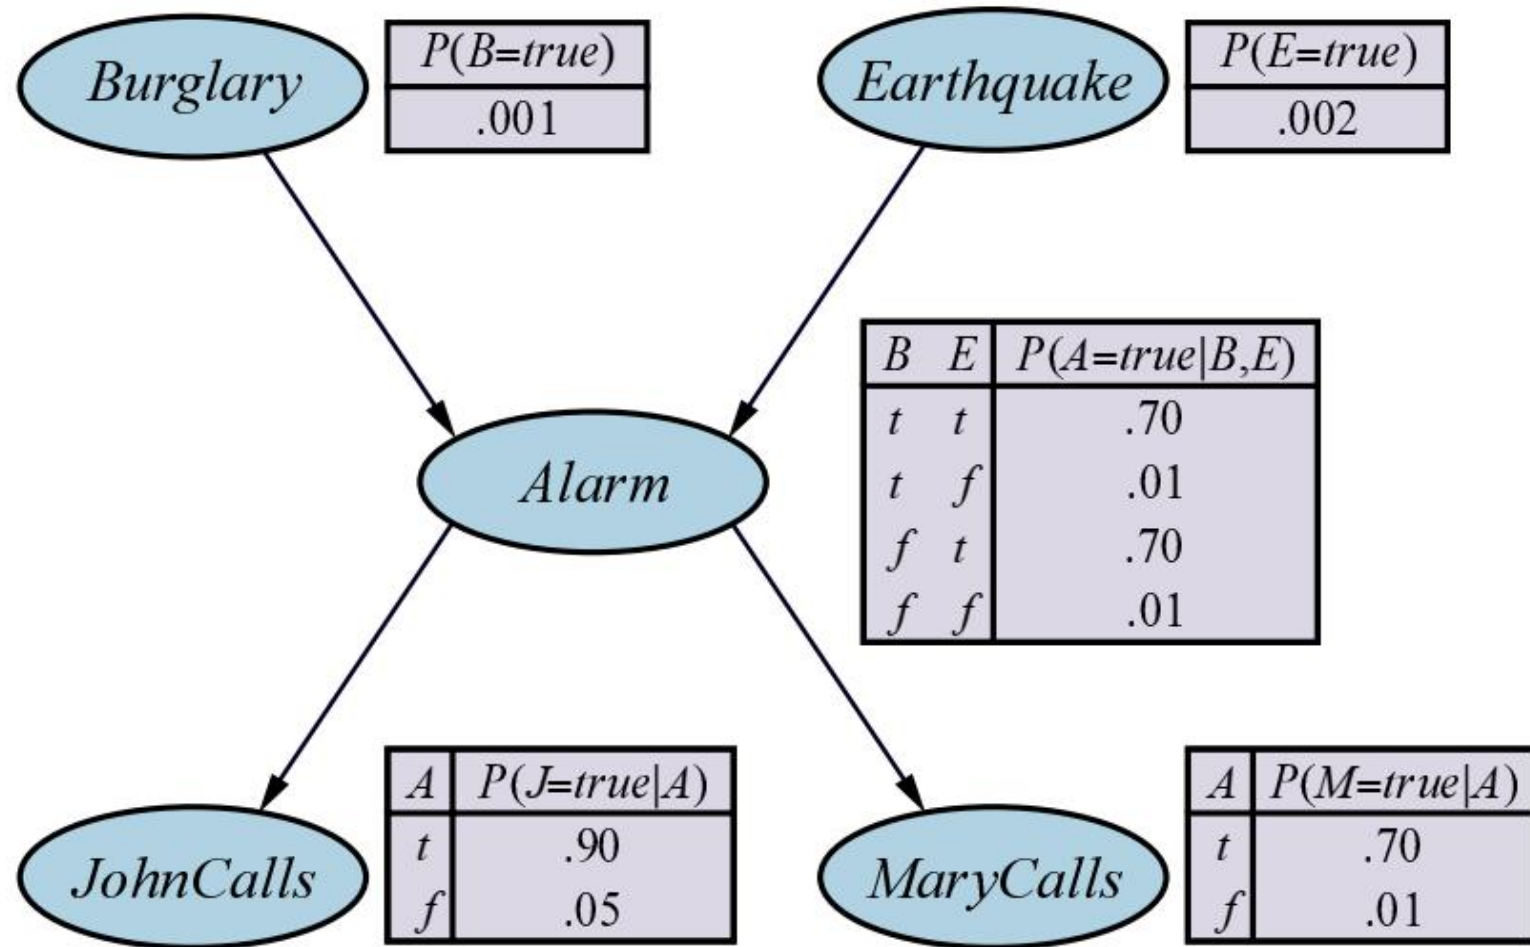 Burglary
P(B=true)
.001
Earthquake
P(E=true)
.002
B E P(A=true|B,E)
t t .70
t f .01
f t .70
f f .01
Alarm
A P(J=true|A)
t .90
f .05
JohnCalls
A P(M=true|A)
t .70
f .01
MaryCalls